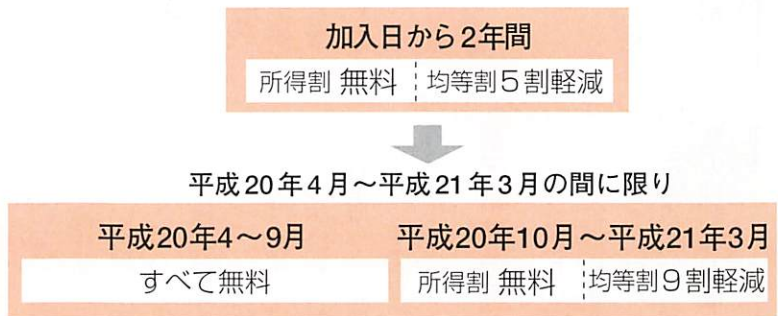 加入日から2年間
所得割 無料 均等割5割軽減
平成20年4月～平成21年3月の間に限り
平成20年4～9月 平成20年10月～平成21年3月
すべて無料 所得割 無料 均等割9割軽減